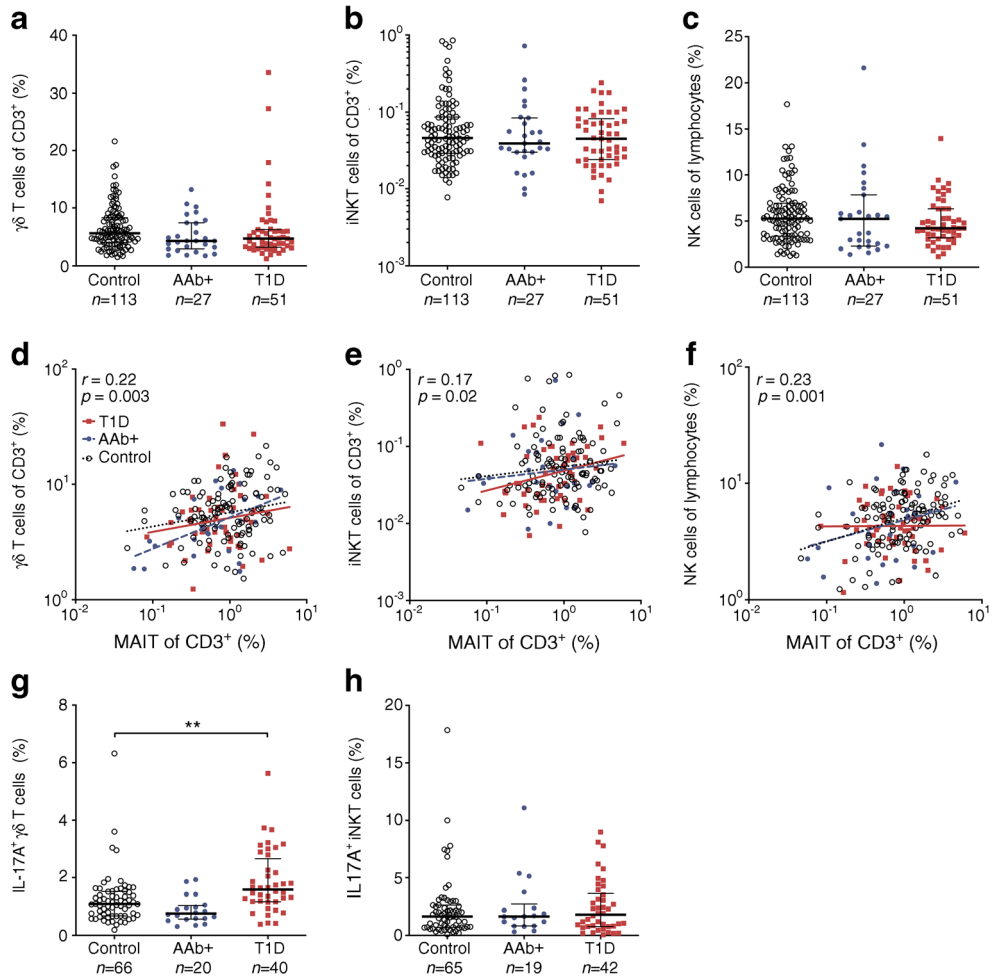 a
γδ T cells of CD3⁺ (%)
40
30
20
10
0
Control
AAb+
T1D
n=113
n=27
n=51
b
iNKT cells of CD3⁺ (%)
10⁰
10⁻¹
10⁻²
10⁻³
Control
AAb+
T1D
n=113
n=27
n=51
c
NK cells of lymphocytes (%)
25
20
15
10
5
0
Control
AAb+
T1D
n=113
n=27
n=51
d
γδ T cells of CD3⁺ (%)
10²
10¹
10⁰
r = 0.22
p = 0.003
T1D
AAb+
Control
10⁻²
10⁻¹
10⁰
10¹
MAIT of CD3⁺ (%)
e
iNKT cells of CD3⁺ (%)
10⁰
10⁻¹
10⁻²
10⁻³
r = 0.17
p = 0.02
10⁻²
10⁻¹
10⁰
10¹
MAIT of CD3⁺ (%)
f
NK cells of lymphocytes (%)
10²
10¹
10⁰
r = 0.23
p = 0.001
10⁻²
10⁻¹
10⁰
10¹
MAIT of CD3⁺ (%)
g
IL-17A⁺ γδ T cells (%)
8
6
4
2
0
**
Control
AAb+
T1D
n=66
n=20
n=40
h
IL17A⁺ iNKT cells (%)
20
15
10
5
0
Control
AAb+
T1D
n=65
n=19
n=42